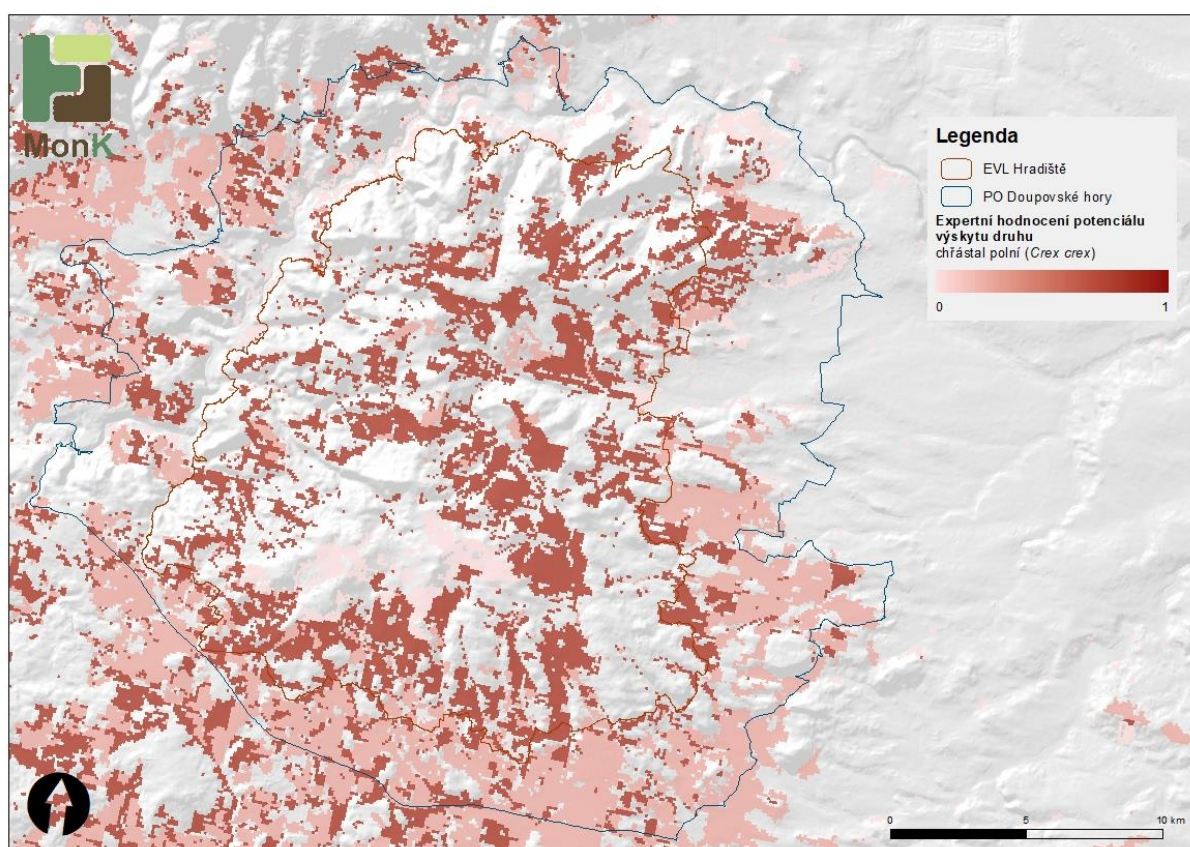 MonK
Legenda
EVL Hradiště
PO Doupovské hory
Expertní hodnocení potenciálu
výskytu druhu
chřástal polní (Crex crex)
0 1
0 5 10 km